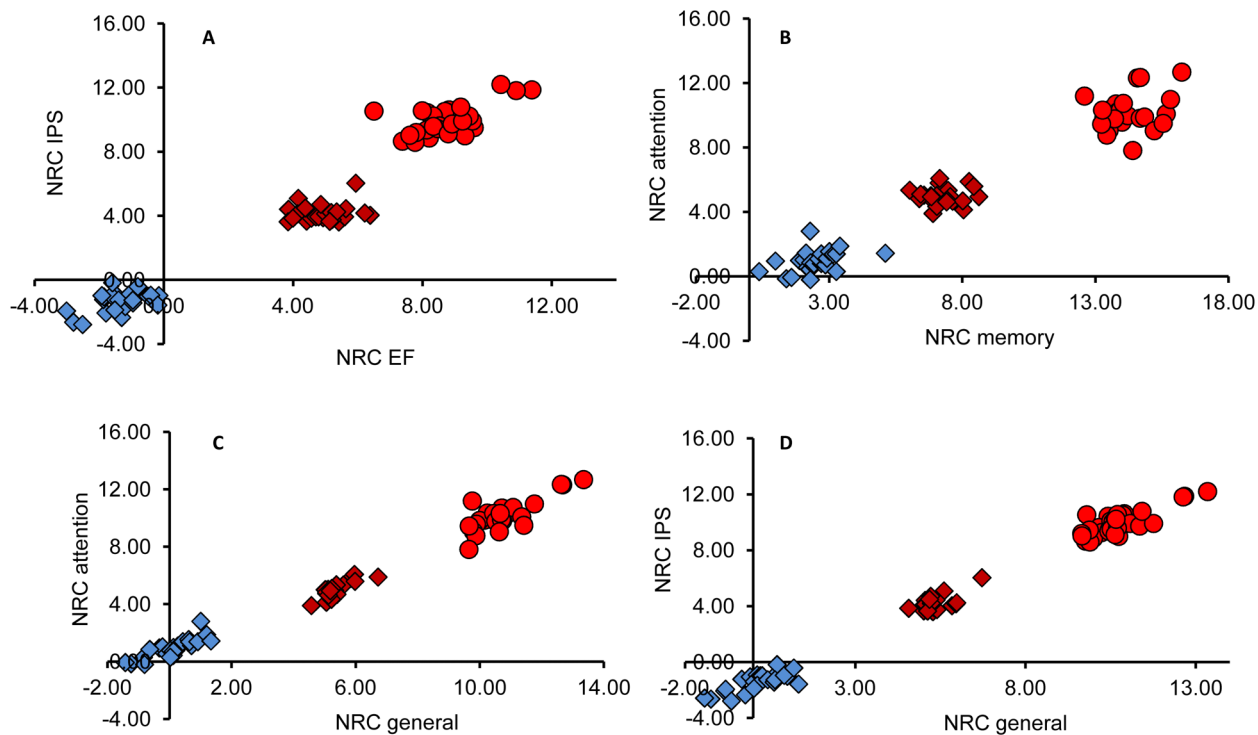 A
NRC IPS
16.00
12.00
8.00
4.00
0.00
-4.00
-4.00 0.00 4.00 8.00 12.00
NRC EF
B
NRC attention
16.00
12.00
8.00
4.00
0.00
-4.00
-2.00 3.00 8.00 13.00 18.00
NRC memory
C
NRC attention
16.00
12.00
8.00
4.00
0.00
-4.00
-2.00 2.00 6.00 10.00 14.00
NRC general
D
NRC IPS
16.00
12.00
8.00
4.00
0.00
-4.00
-2.00 3.00 8.00 13.00
NRC general